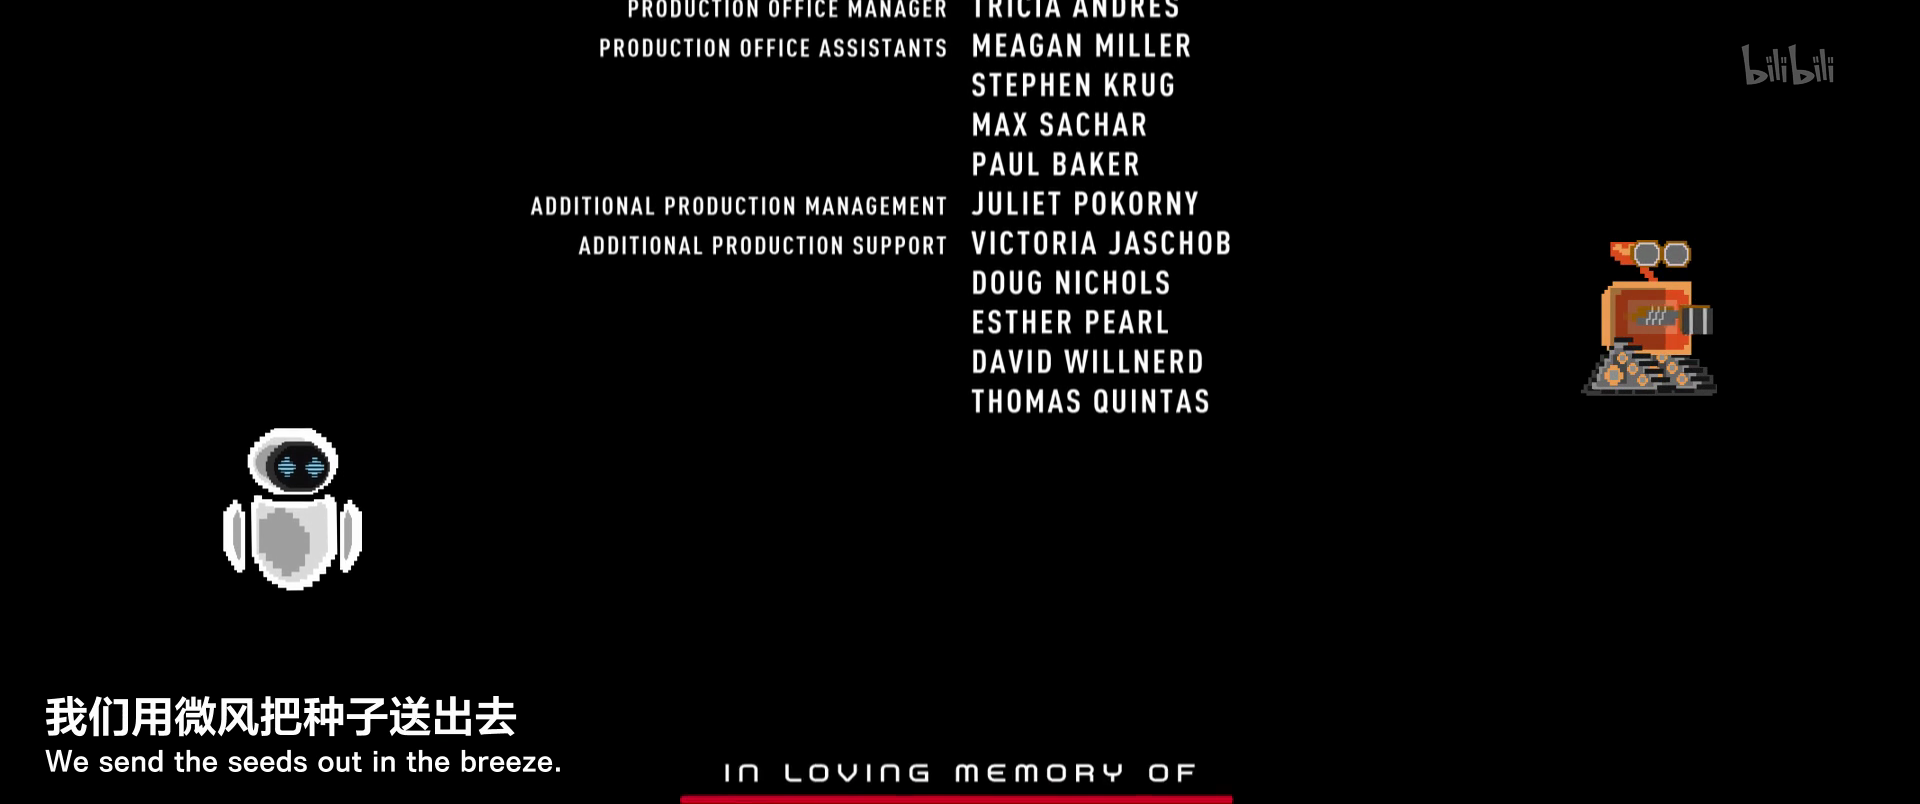 PRODUCTION OFFICE MANAGER TRICIA ANDRES
PRODUCTION OFFICE ASSISTANTS MEAGAN MILLER
STEPHEN KRUG
MAX SACHAR
PAUL BAKER
ADDITIONAL PRODUCTION MANAGEMENT JULIET POKORNY
ADDITIONAL PRODUCTION SUPPORT VICTORIA JASCHOB
DOUG NICHOLS
ESTHER PEARL
DAVID WILLNERD
THOMAS QUINTAS
bilibili
我们用微风把种子送出去
We send the seeds out in the breeze.
IN LOVING MEMORY OF